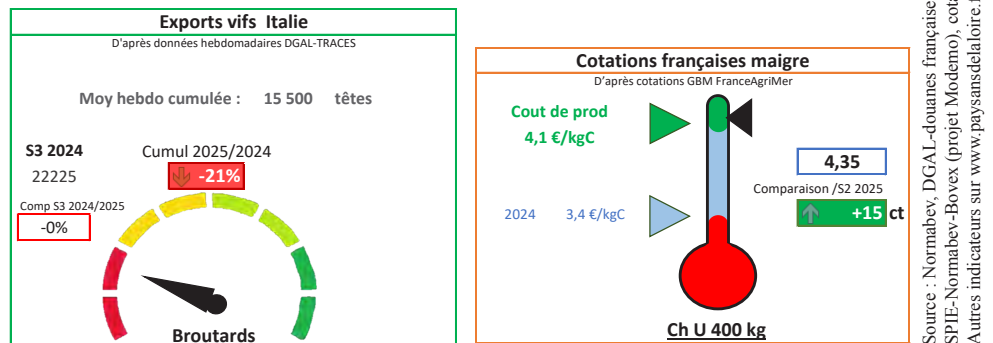 Exports vifs Italie
D'après données hebdomadaires DGAL-TRACES
Moy hebdo cumulée : 15 500 têtes
S3 2024
22225
Cumul 2025/2024
-21%
Comp S3 2024/2025
-0%
Broutards
Cotations françaises maigre
D'après cotations GBM FranceAgriMer
Cout de prod
4,1 €/kgC
4,35
Comparaison /S2 2025
+15 ct
2024 3,4 €/kgC
Ch U 400 kg
Source : Normabev, DGAL-douanes française
SPIE-Normabev-Bovex (projet Modemo), cota
Autres indicateurs sur www.paysansdelaloire.f